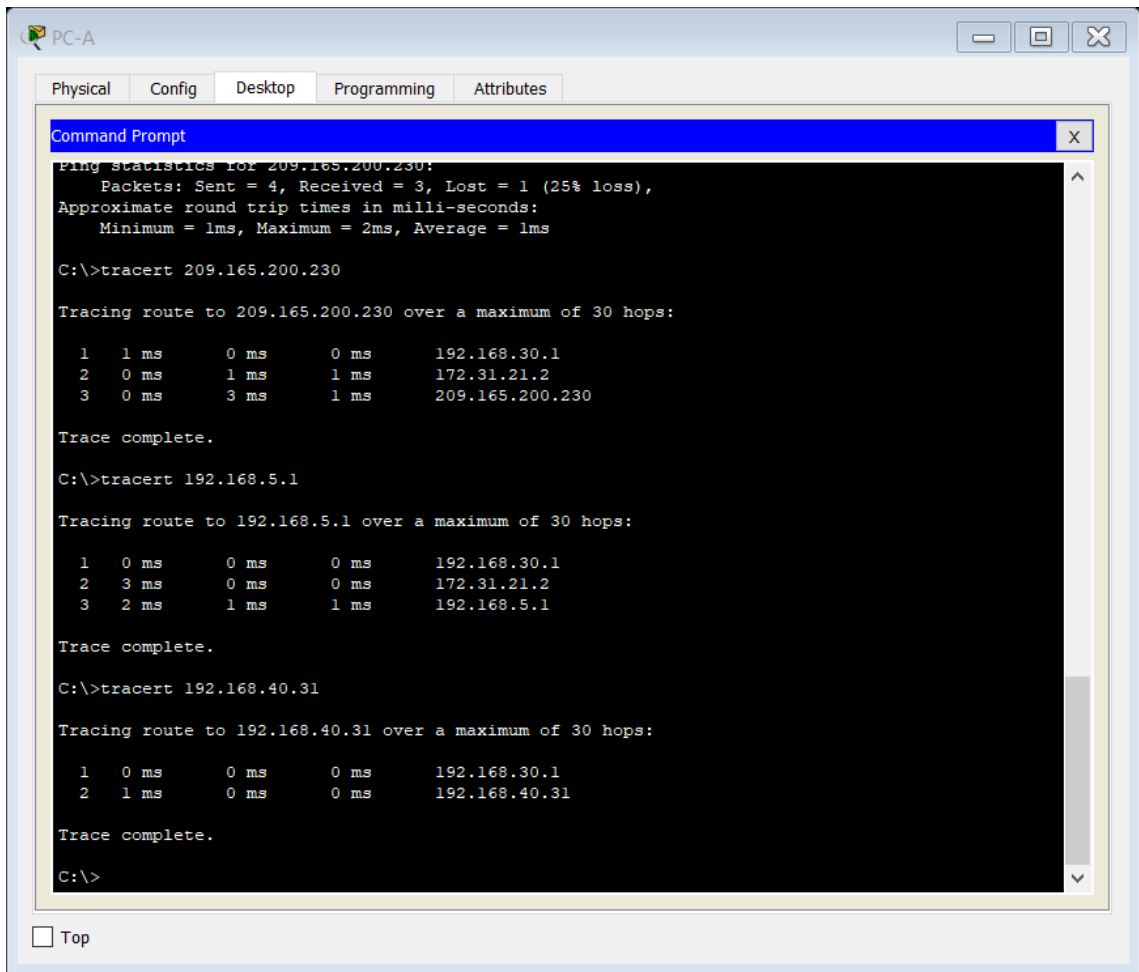 PC-A
Physical Config Desktop Programming Attributes
Command Prompt X
Ping statistics for 209.165.200.230:
Packets: Sent = 4, Received = 3, Lost = 1 (25% loss),
Approximate round trip times in milli-seconds:
Minimum = 1ms, Maximum = 2ms, Average = 1ms
C:\>tracert 209.165.200.230
Tracing route to 209.165.200.230 over a maximum of 30 hops:
1 1 ms 0 ms 0 ms 192.168.30.1
2 0 ms 1 ms 1 ms 172.31.21.2
3 0 ms 3 ms 1 ms 209.165.200.230
Trace complete.
C:\>tracert 192.168.5.1
Tracing route to 192.168.5.1 over a maximum of 30 hops:
1 0 ms 0 ms 0 ms 192.168.30.1
2 3 ms 0 ms 0 ms 172.31.21.2
3 2 ms 1 ms 1 ms 192.168.5.1
Trace complete.
C:\>tracert 192.168.40.31
Tracing route to 192.168.40.31 over a maximum of 30 hops:
1 0 ms 0 ms 0 ms 192.168.30.1
2 1 ms 0 ms 0 ms 192.168.40.31
Trace complete.
C:\>
Top